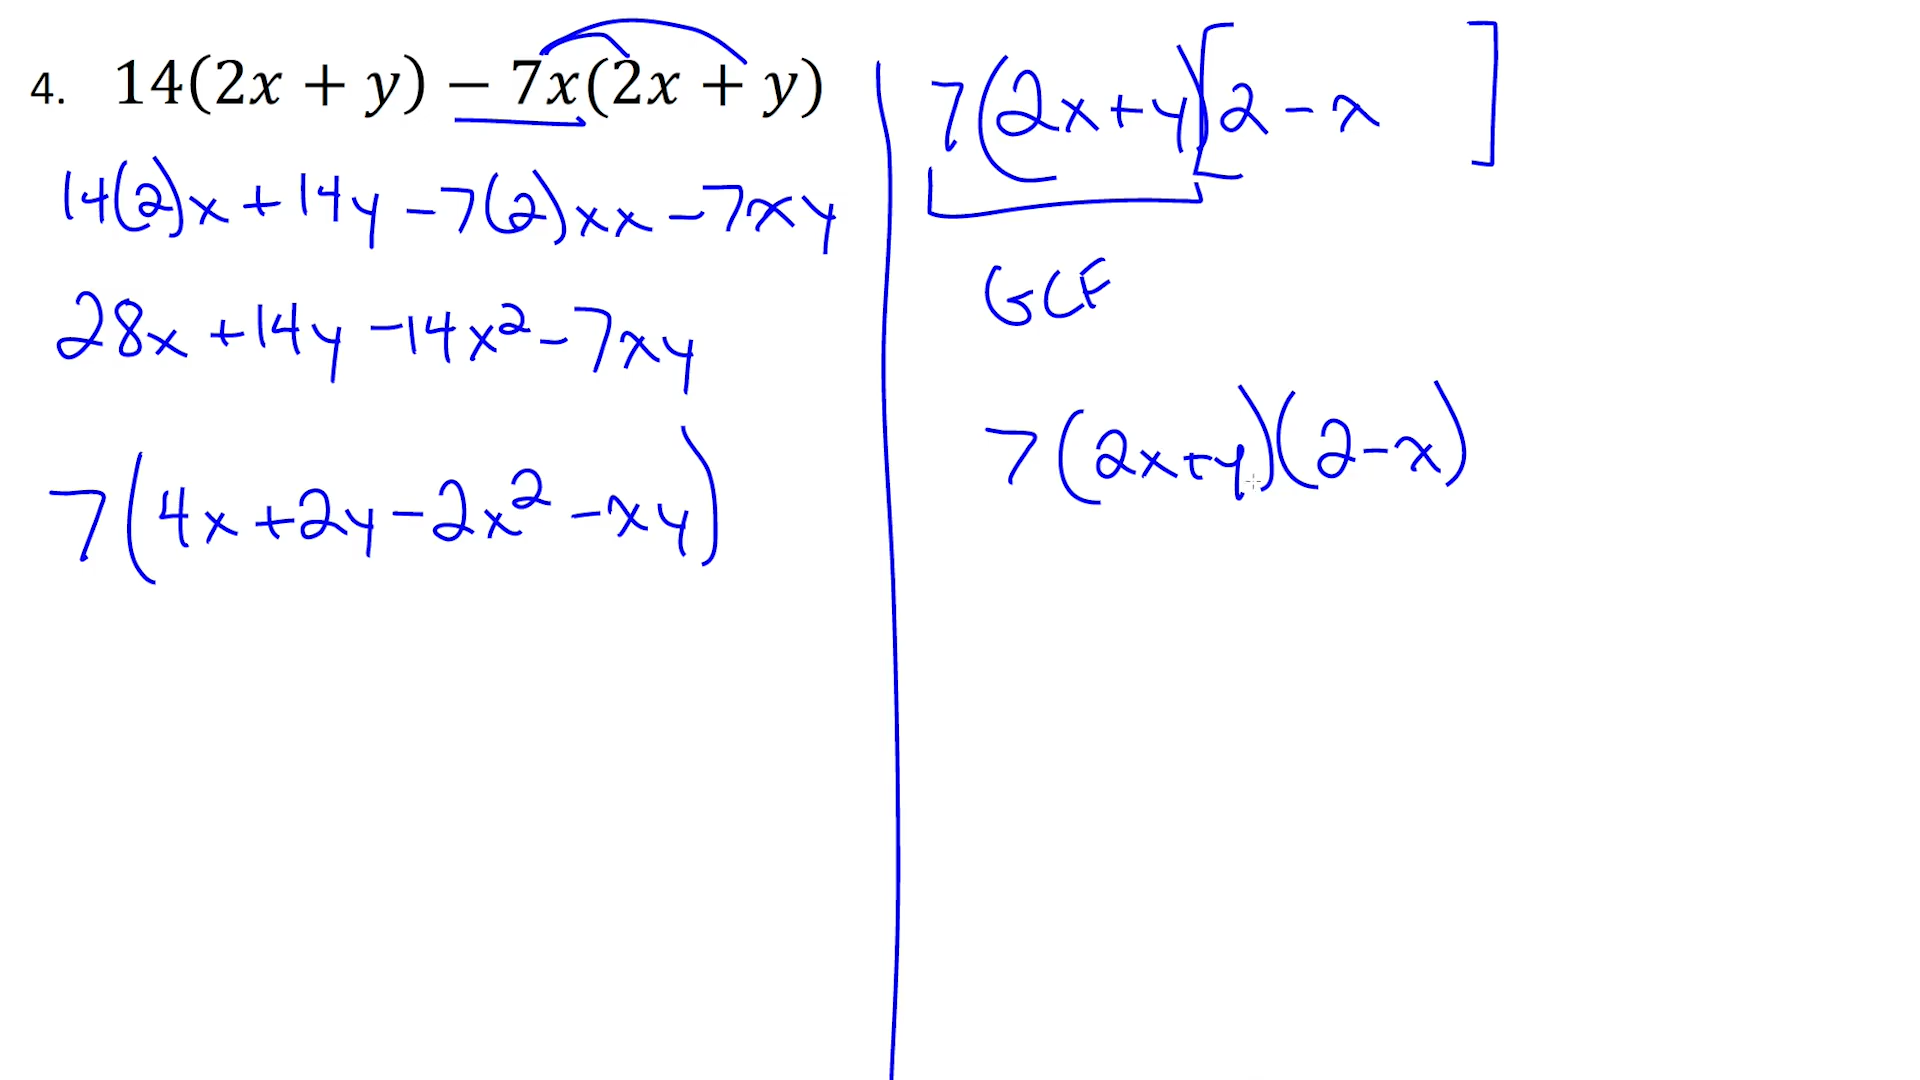 4. 14(2x + y) − 7x(2x + y)
14(2)x + 14y − 7(2)xx − 7xy
28x + 14y − 14x² − 7xy
7(4x + 2y − 2x² − xy)
7(2x + y)[2 − x ]
GCF
7(2x + y)(2 − x)